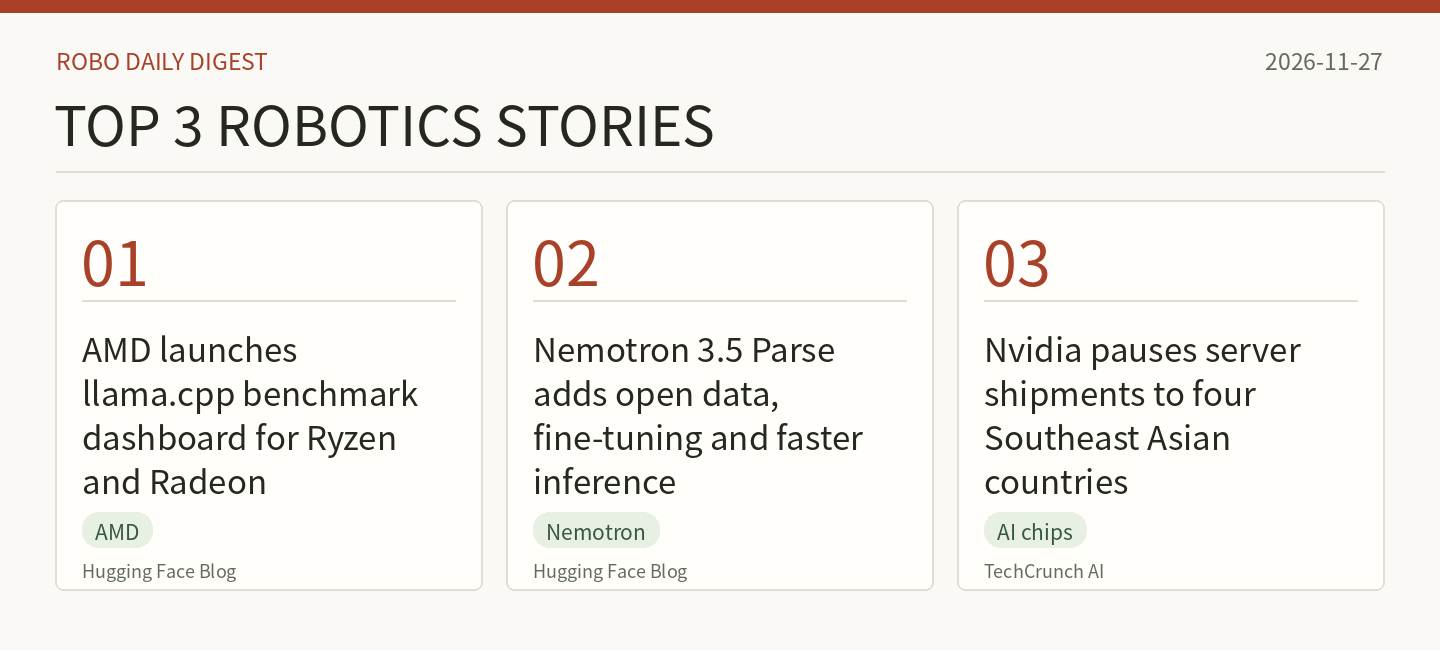 ROBO DAILY DIGEST
2026-11-27
TOP 3 ROBOTICS STORIES
01
AMD launches
llama.cpp benchmark
dashboard for Ryzen
and Radeon
AMD
Hugging Face Blog
02
Nemotron 3.5 Parse
adds open data,
fine-tuning and faster
inference
Nemotron
Hugging Face Blog
03
Nvidia pauses server
shipments to four
Southeast Asian
countries
AI chips
TechCrunch AI